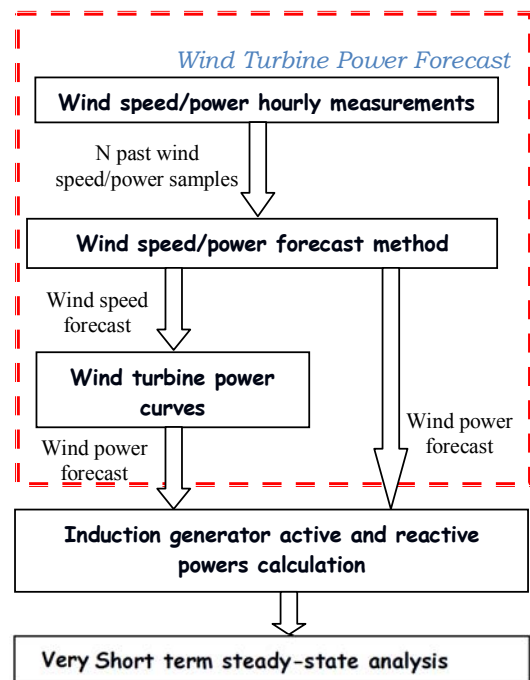 Wind Turbine Power Forecast
Wind speed/power hourly measurements
N past wind
speed/power samples
Wind speed/power forecast method
Wind speed
forecast
Wind turbine power
curves
Wind power
forecast
Wind power
forecast
Induction generator active and reactive
powers calculation
Very Short term steady-state analysis